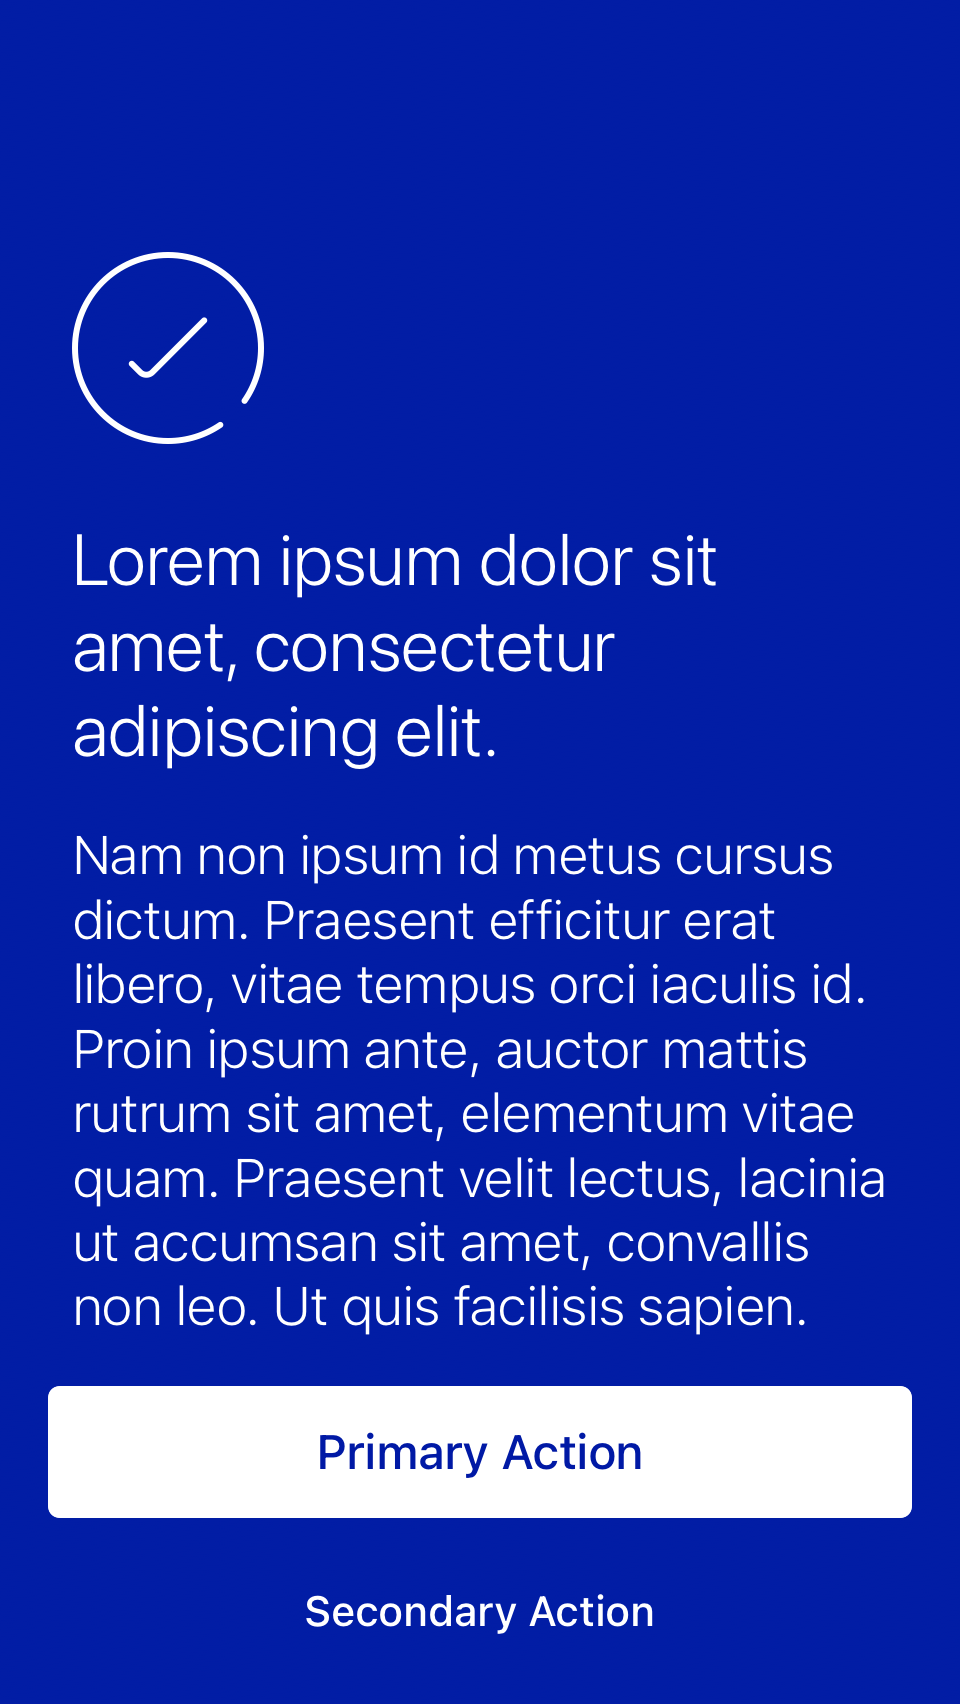 Lorem ipsum dolor sit
amet, consectetur
adipiscing elit.
Nam non ipsum id metus cursus
dictum. Praesent efficitur erat
libero, vitae tempus orci iaculis id.
Proin ipsum ante, auctor mattis
rutrum sit amet, elementum vitae
quam. Praesent velit lectus, lacinia
ut accumsan sit amet, convallis
non leo. Ut quis facilisis sapien.
Primary Action
Secondary Action